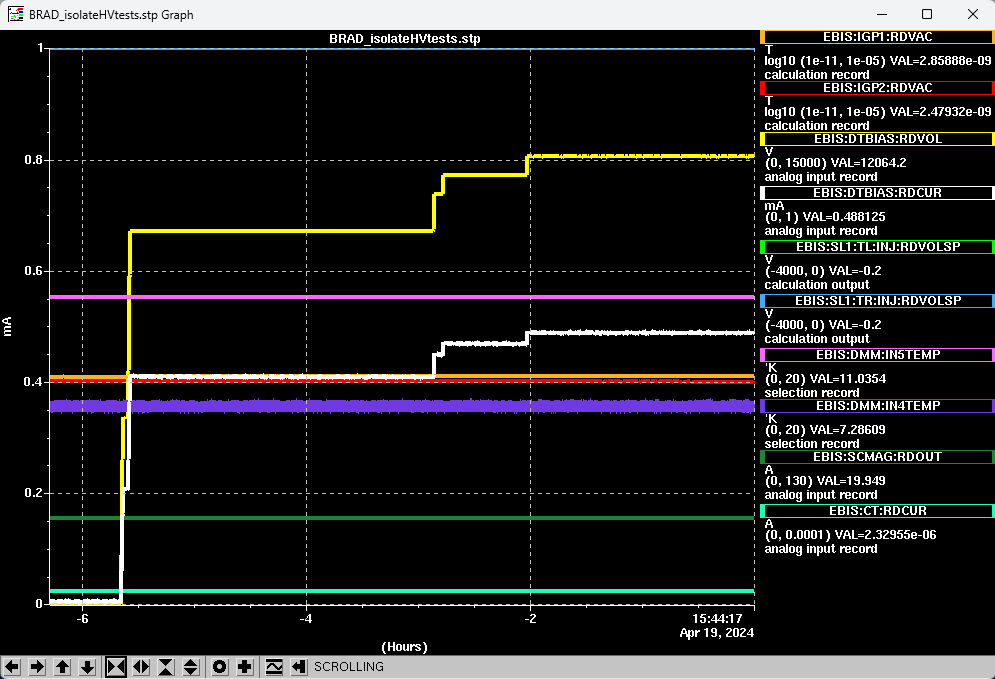 BRAD_isolateHVtests.stp Graph
BRAD_isolateHVtests.stp
1
0.8
0.6
0.4
0.2
0
mA
-6
-4
-2
15:44:17
Apr 19, 2024
(Hours)
EBIS:IGP1:RDVAC
T
log10 (1e-11, 1e-05) VAL=2.85888e-09
calculation record
EBIS:IGP2:RDVAC
T
log10 (1e-11, 1e-05) VAL=2.47932e-09
calculation record
EBIS:DTBIAS:RDVOL
V
(0, 15000) VAL=12064.2
analog input record
EBIS:DTBIAS:RDCUR
mA
(0, 1) VAL=0.488125
analog input record
EBIS:SL1:TL:INJ:RDVOLSP
V
(-4000, 0) VAL=-0.2
calculation output
EBIS:SL1:TR:INJ:RDVOLSP
V
(-4000, 0) VAL=-0.2
calculation output
EBIS:DMM:IN5TEMP
'K
(0, 20) VAL=11.0354
selection record
EBIS:DMM:IN4TEMP
'K
(0, 20) VAL=7.28609
selection record
EBIS:SCMAG:RDOUT
A
(0, 130) VAL=19.949
analog input record
EBIS:CT:RDCUR
A
(0, 0.0001) VAL=2.32955e-06
analog input record
SCROLLING